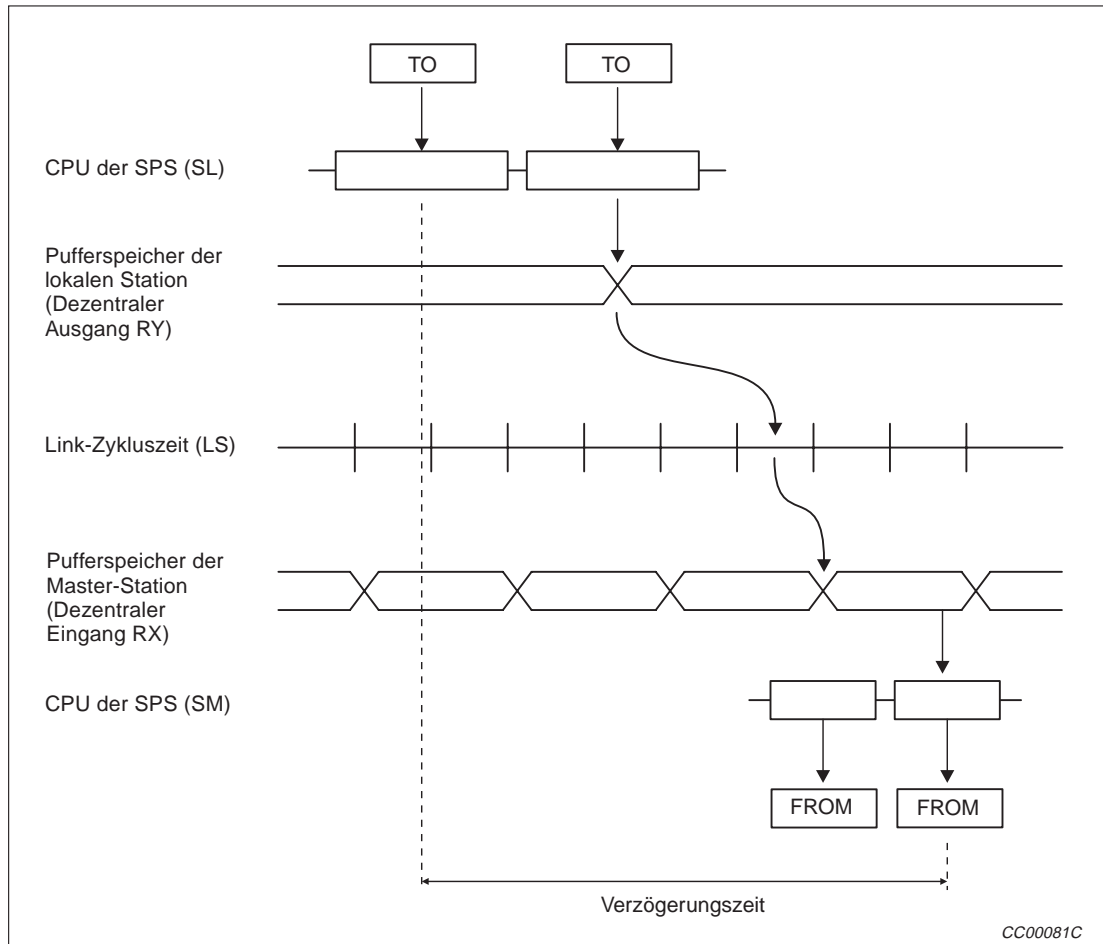 TO
TO
CPU der SPS (SL)
Pufferspeicher der
lokalen Station
(Dezentraler
Ausgang RY)
Link-Zykluszeit (LS)
Pufferspeicher der
Master-Station
(Dezentraler
Eingang RX)
CPU der SPS (SM)
FROM
FROM
Verzögerungszeit
CC00081C